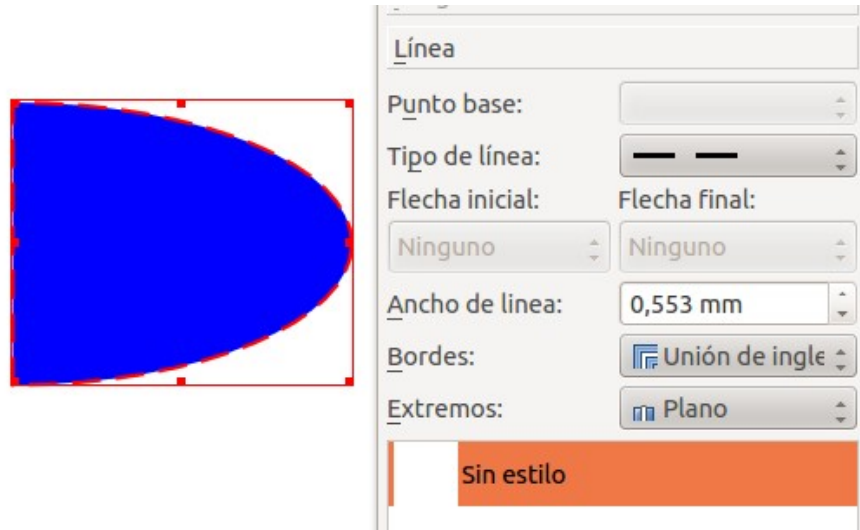 Línea
Punto base:
Tipo de línea:
Flecha inicial: Flecha final:
Ninguno Ninguno
Ancho de linea: 0,553 mm
Bordes: Unión de ingle
Extremos: Plano
Sin estilo